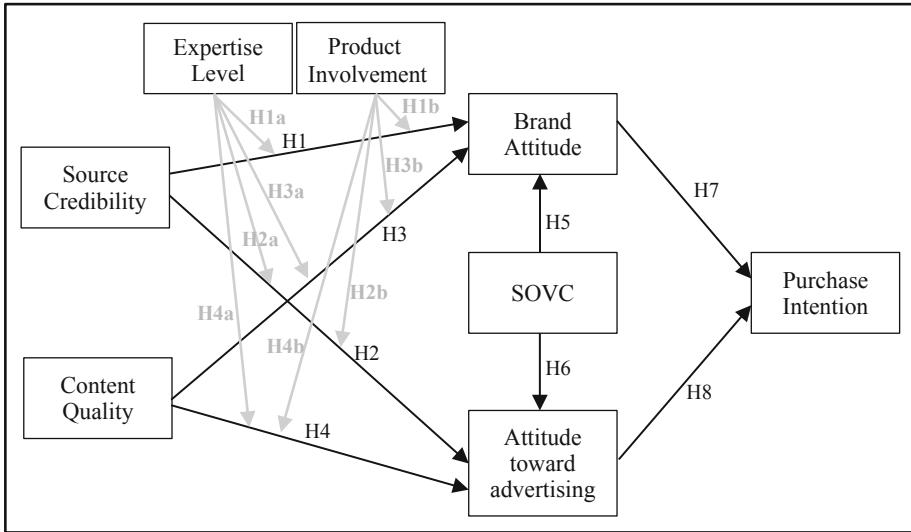 Expertise
Level
Product
Involvement
H1a
H1b
H1
Brand
Attitude
Source
Credibility
H3b
H3a
H7
H3
H5
H2a
SOVC
Purchase
Intention
H2b
H4a
H4b
H2
H6
Content
Quality
H8
H4
Attitude
toward
advertising